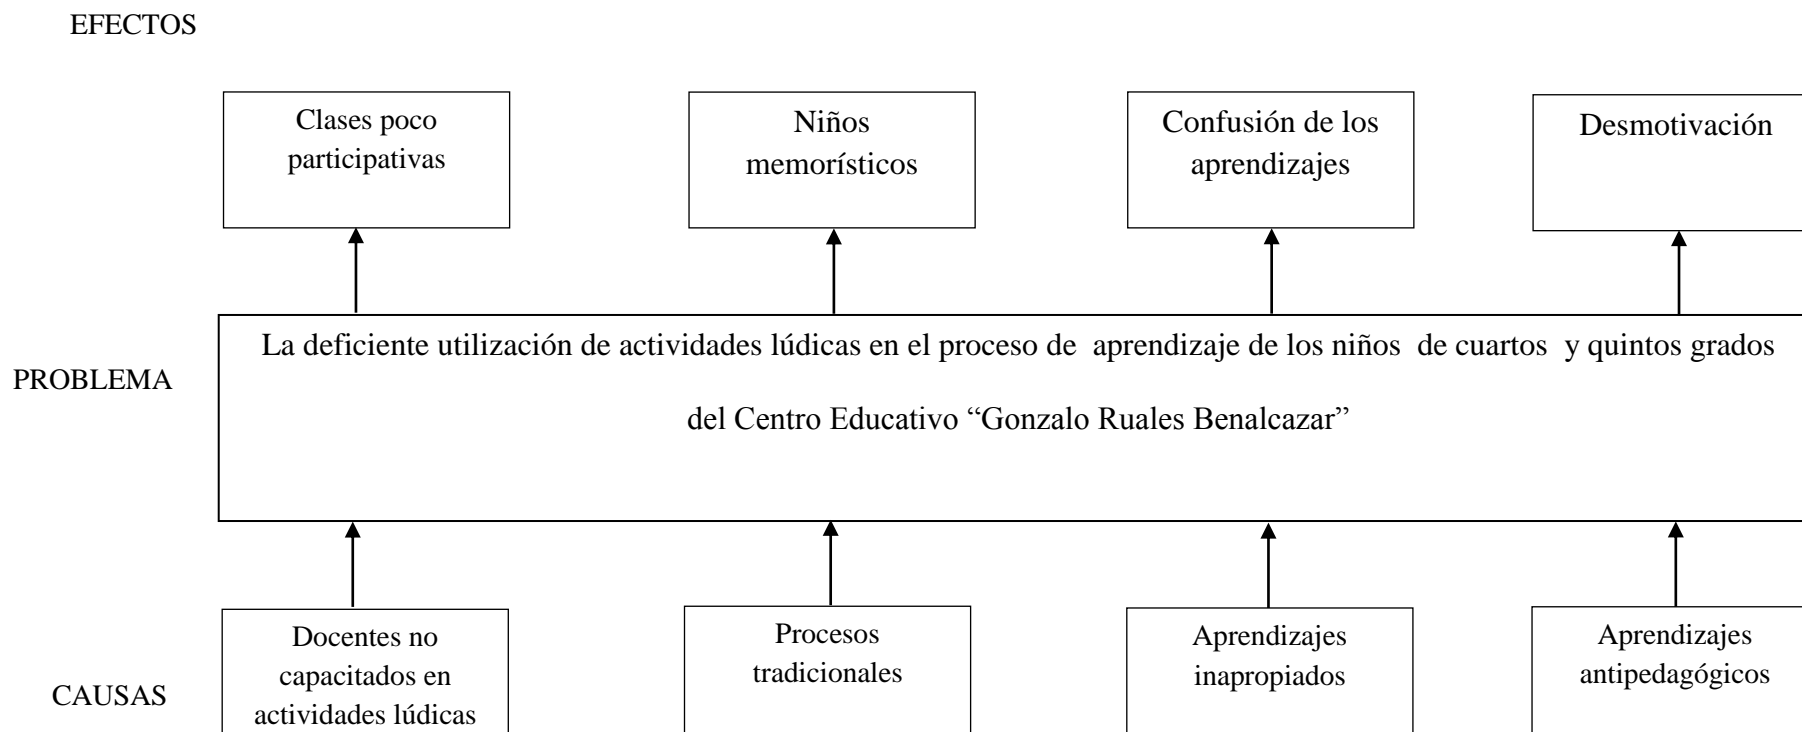 EFECTOS
Clases poco
participativas
Niños
memorísticos
Confusión de los
aprendizajes
Desmotivación
PROBLEMA
La deficiente utilización de actividades lúdicas en el proceso de aprendizaje de los niños de cuartos y quintos grados
del Centro Educativo “Gonzalo Ruales Benalcazar”
CAUSAS
Docentes no
capacitados en
actividades lúdicas
Procesos
tradicionales
Aprendizajes
inapropiados
Aprendizajes
antipedagógicos